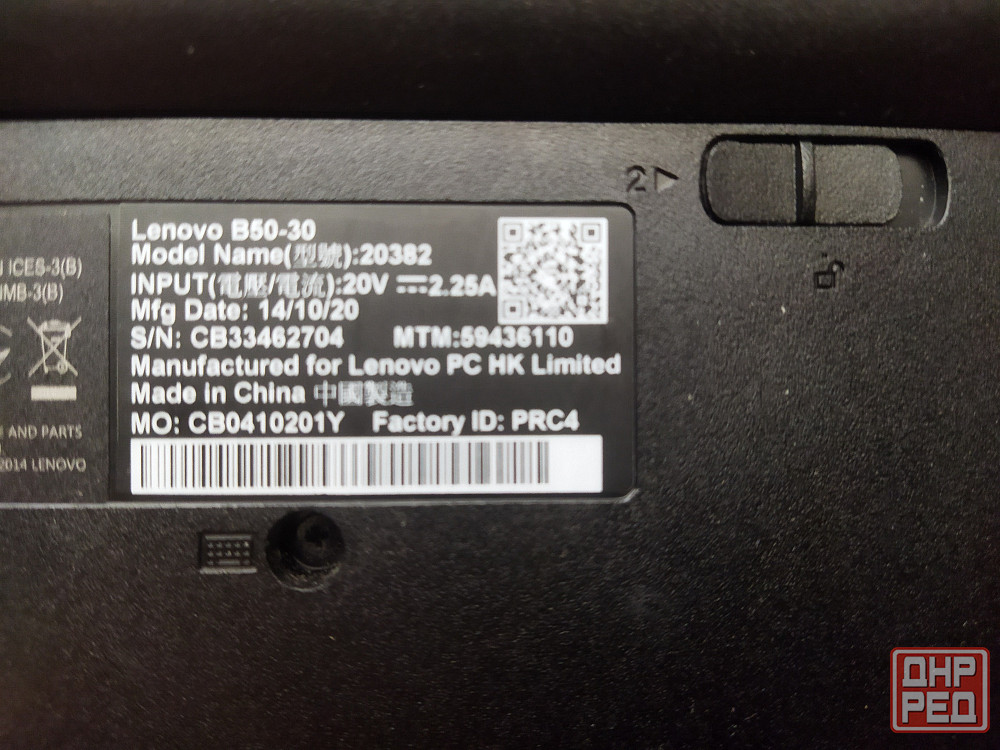 2
ICES-3(B)
NMB-3(B)
AND PARTS
2014 LENOVO
Lenovo B50-30
Model Name(型號):20382
INPUT(電壓/電流):20V ⎓2.25A
Mfg Date: 14/10/20
S/N: CB33462704 MTM:59436110
Manufactured for Lenovo PC HK Limited
Made in China 中國製造
MO: CB0410201Y Factory ID: PRC4
ДНР
РЕД